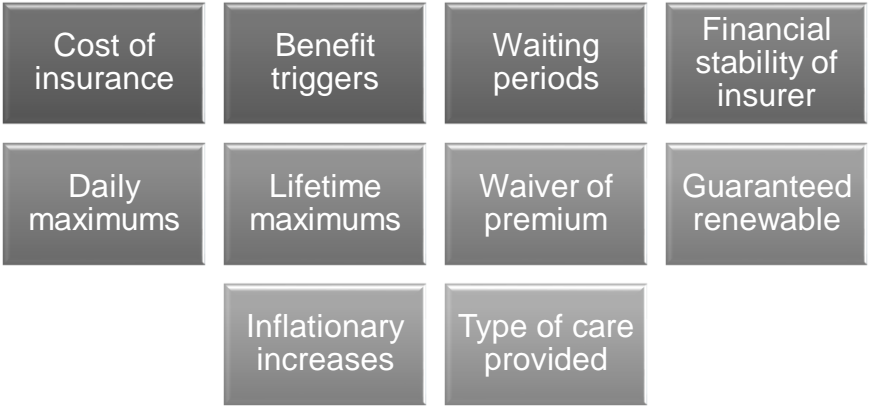 Cost of
insurance
Benefit
triggers
Waiting
periods
Financial
stability of
insurer
Daily
maximums
Lifetime
maximums
Waiver of
premium
Guaranteed
renewable
Inflationary
increases
Type of care
provided